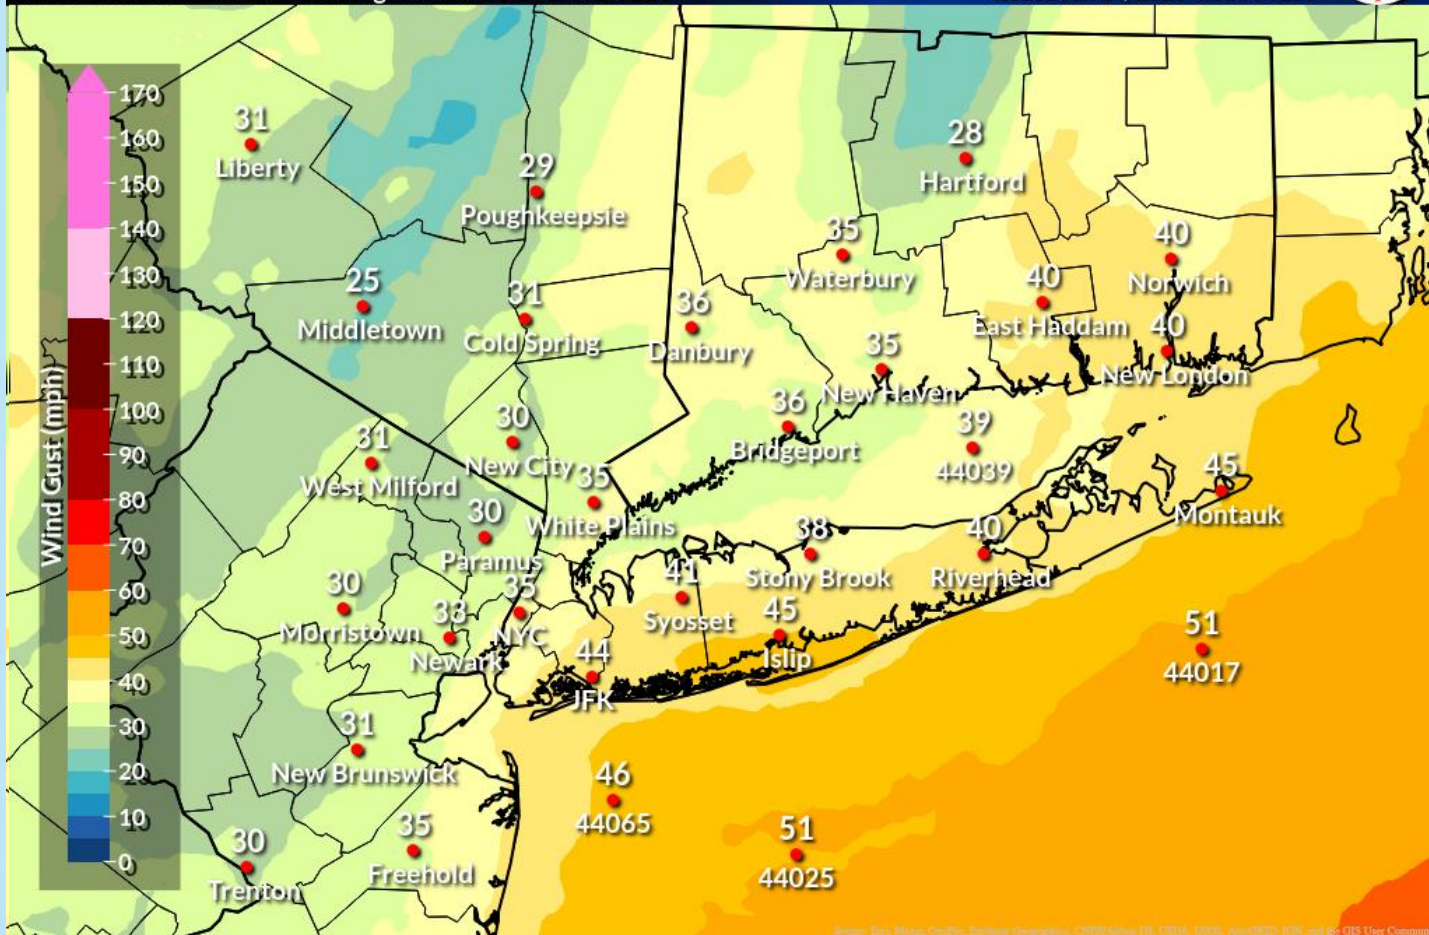 170
160
150
140
130
120
110
100
90
80
70
60
50
40
30
20
10
0
Wind Gust (mph)
31
Liberty
29
Poughkeepsie
28
Hartford
35
Waterbury
40
Norwich
25
Middletown
31
Cold Spring
36
Danbury
40
East Haddam
40
New London
35
New Haven
36
Bridgeport
39
44039
31
West Milford
30
New City
35
White Plains
45
Montauk
30
Paramus
38
Stony Brook
40
Riverhead
30
Morristown
33
Newark
35
NYC
41
Syosset
45
Islip
44
JFK
51
44017
31
New Brunswick
46
44065
30
Trenton
35
Freehold
51
44025